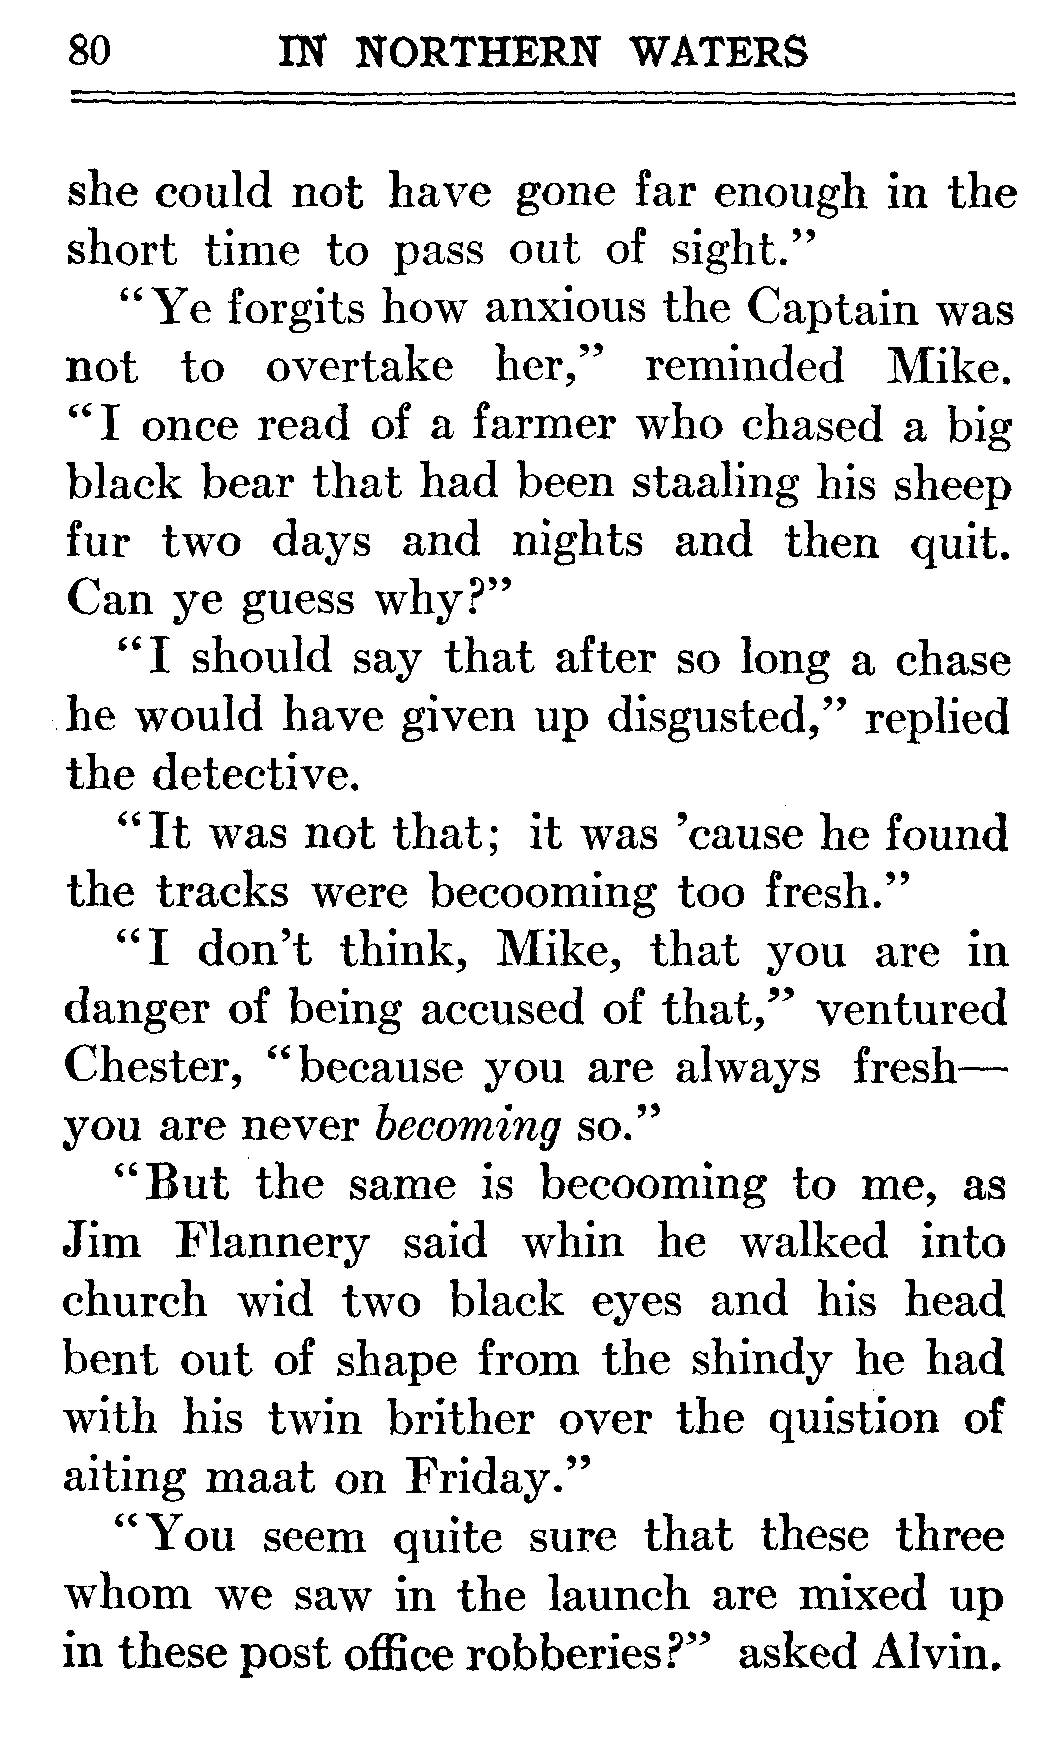 80 IN NORTHERN WATERS
she could not have gone far enough in the
short time to pass out of sight."
"Ye forgits how anxious the Captain was
not to overtake her," reminded Mike.
"I once read of a farmer who chased a big
black bear that had been staaling his sheep
fur two days and nights and then quit.
Can ye guess why?"
"I should say that after so long a chase
he would have given up disgusted," replied
the detective.
"It was not that; it was 'cause he found
the tracks were becooming too fresh."
"I don't think, Mike, that you are in
danger of being accused of that," ventured
Chester, "because you are always fresh—
you are never becoming so."
"But the same is becooming to me, as
Jim Flannery said whin he walked into
church wid two black eyes and his head
bent out of shape from the shindy he had
with his twin brither over the quistion of
aiting maat on Friday."
"You seem quite sure that these three
whom we saw in the launch are mixed up
in these post office robberies?" asked Alvin.